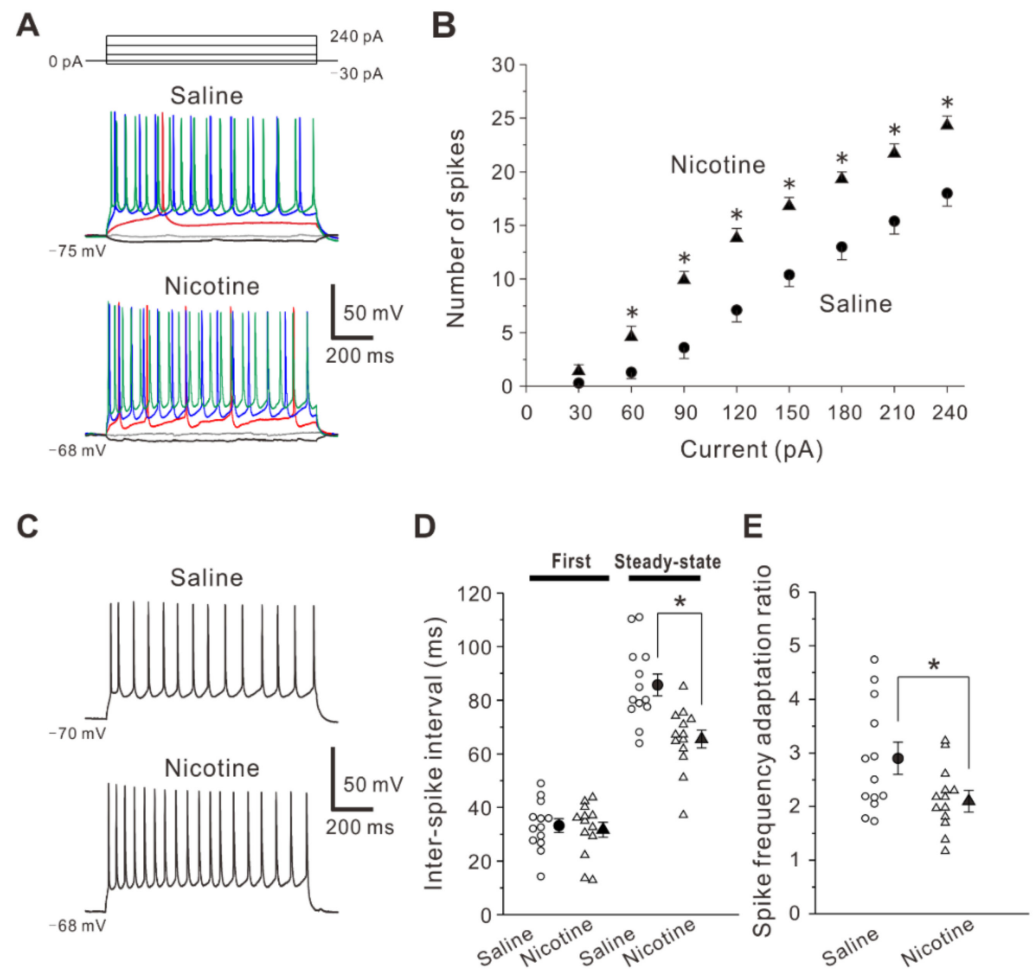 A
240 pA
0 pA
−30 pA
Saline
−75 mV
Nicotine
50 mV
200 ms
−68 mV
B
30
25
20
15
10
5
0
Number of spikes
Nicotine
Saline
* * * * * * *
0 30 60 90 120 150 180 210 240
Current (pA)
C
Saline
−70 mV
Nicotine
50 mV
200 ms
−68 mV
D
First Steady-state
*
120
100
80
60
40
20
0
Inter-spike interval (ms)
Saline Nicotine Saline Nicotine
E
*
6
5
4
3
2
1
0
Spike frequency adaptation ratio
Saline Nicotine